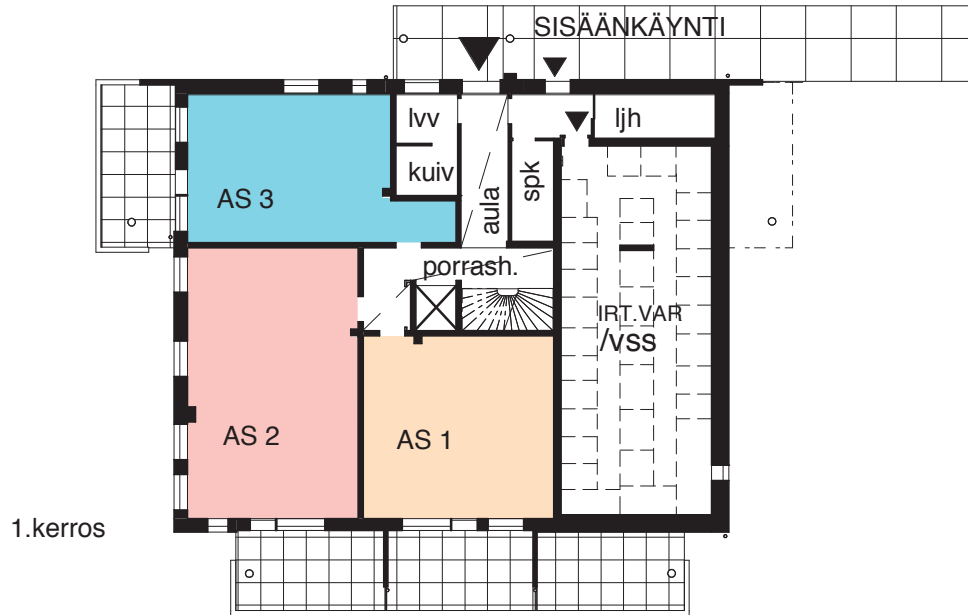 SISÄÄNKÄYNTI
lvv
ljh
kuiv
AS 3
aula
spk
porrash.
IRT.VAR
/vss
AS 2
AS 1
1.kerros